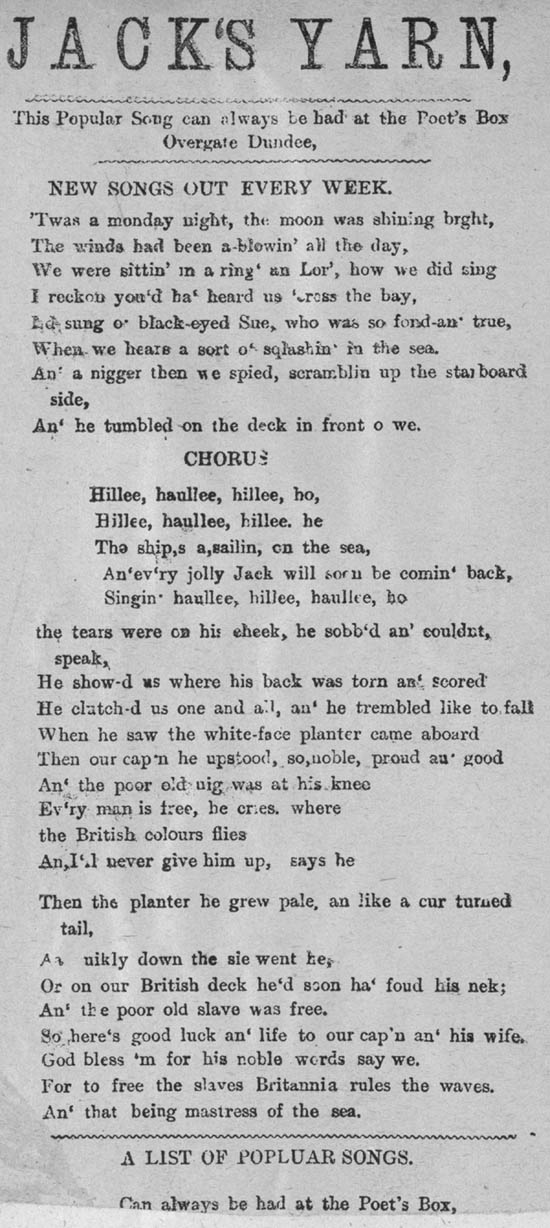 JACK'S YARN,
This Popular Song can always be had at the Poet's Box
Overgate Dundee,
NEW SONGS OUT EVERY WEEK.
'Twas a monday night, the moon was shining brght,
The winds had been a-blowin' all the day,
We were sittin' in a ring' an Lor', how we did sing
I reckon you'd ha' heard us 'cross the bay,
sung o' black-eyed Sue, who was so fond-an' true,
When we hears a sort o' sqlashin' in the sea.
An' a nigger then we spied, scramblin up the starboard
side,
An' he tumbled on the deck in front o we.
CHORUS
Hillee, haullee, hillee, ho,
Hillee, haullee, hillee. he
The ship,s a,sailin, on the sea,
An'ev'ry jolly Jack will soon be comin' back,
Singin' haullee, hillee, haullee, ho
the tears were on his cheek, he sobb'd an' couldnt,
speak,
He show-d us where his back was torn an' scored
He clutch-d us one and all, an' he trembled like to fall
When he saw the white-face planter came aboard
Then our cap'n he upstood, so,noble, proud an' good
An' the poor old nig was at his knee
Ev'ry man is free, he cries. where
the British colours flies
An,I'll never give him up, says he
Then the planter he grew pale, an like a cur turned
tail,
uikly down the sie went he,
Or on our British deck he'd soon ha' foud his nek;
An' the poor old slave was free.
So here's good luck an' life to our cap'n an' his wife.
God bless 'm for his noble words say we.
For to free the slaves Britannia rules the waves.
An' that being mastress of the sea.
A LIST OF POPLUAR SONGS.
Can always be had at the Poet's Box,